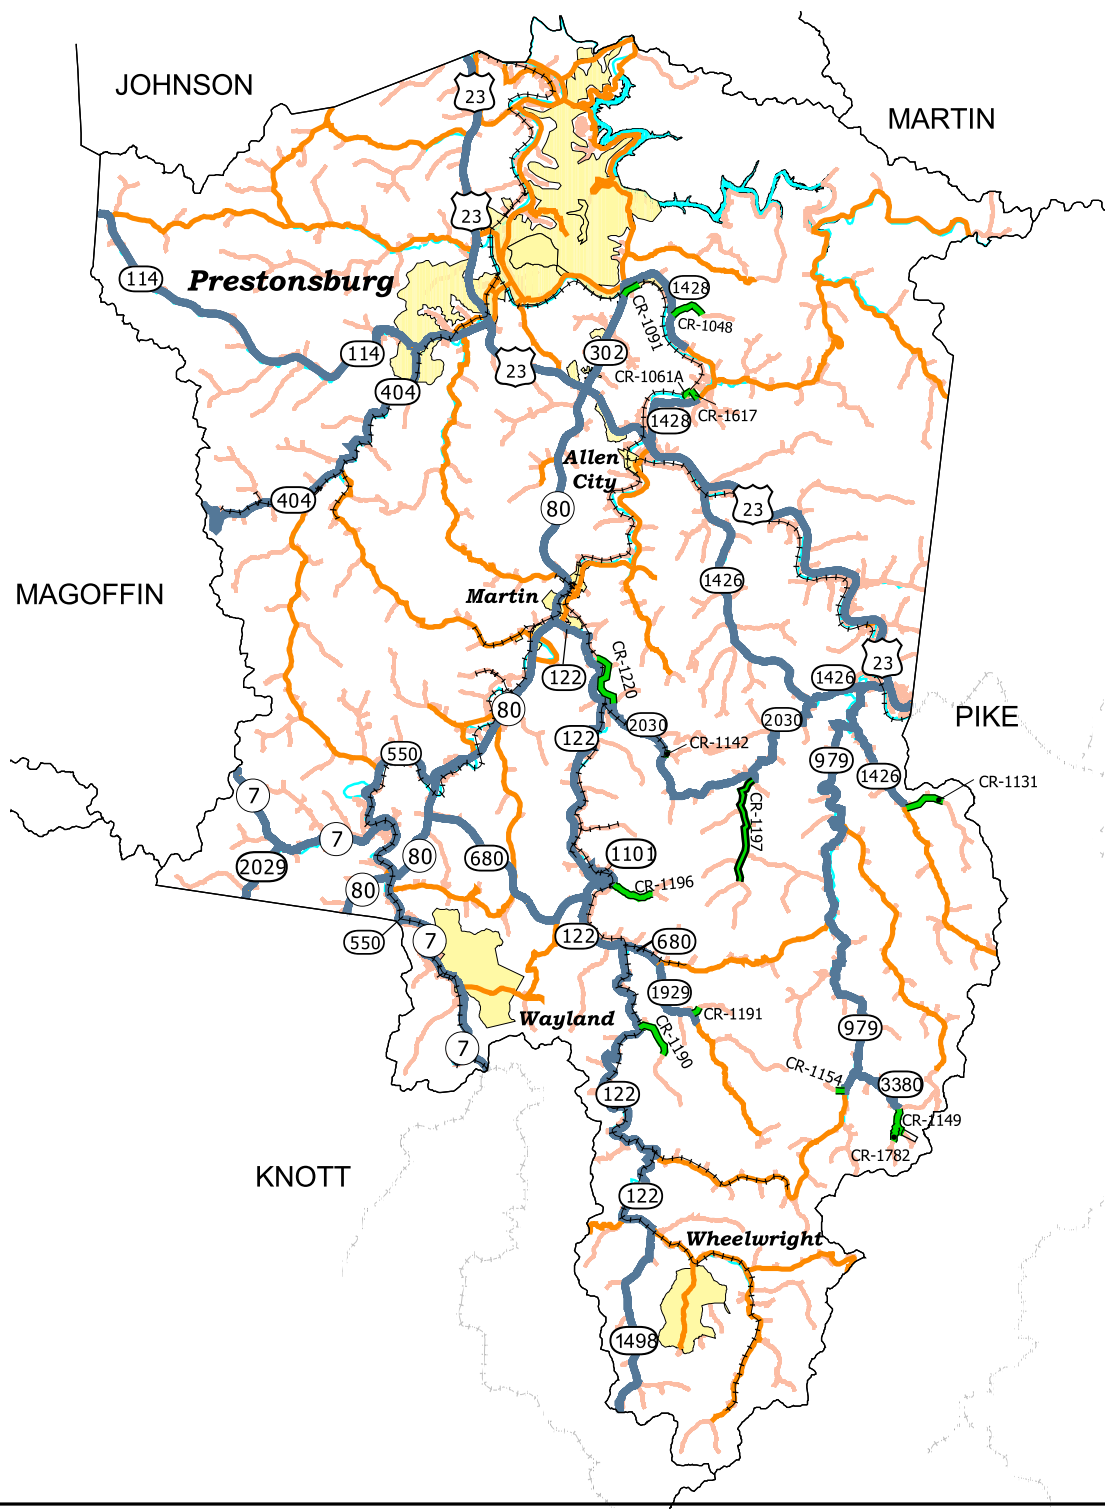 JOHNSON
23
MARTIN
23
Prestonsburg
114
1428
CR-1091
CR-1048
114
302
23
CR-1061A
404
CR-1617
1428
Allen
City
404
80
23
1426
MAGOFFIN
Martin
CR-1220
23
122
1426
80
PIKE
2030
2030
122
CR-1142
550
979
1426
CR-1131
7
CR-1197
7
80
680
1101
2029
80
CR-1196
550
7
122
680
1929
CR-1191
Wayland
979
CR-1190
7
CR-1154
3380
122
CR-1149
CR-1782
KNOTT
122
Wheelwright
1498